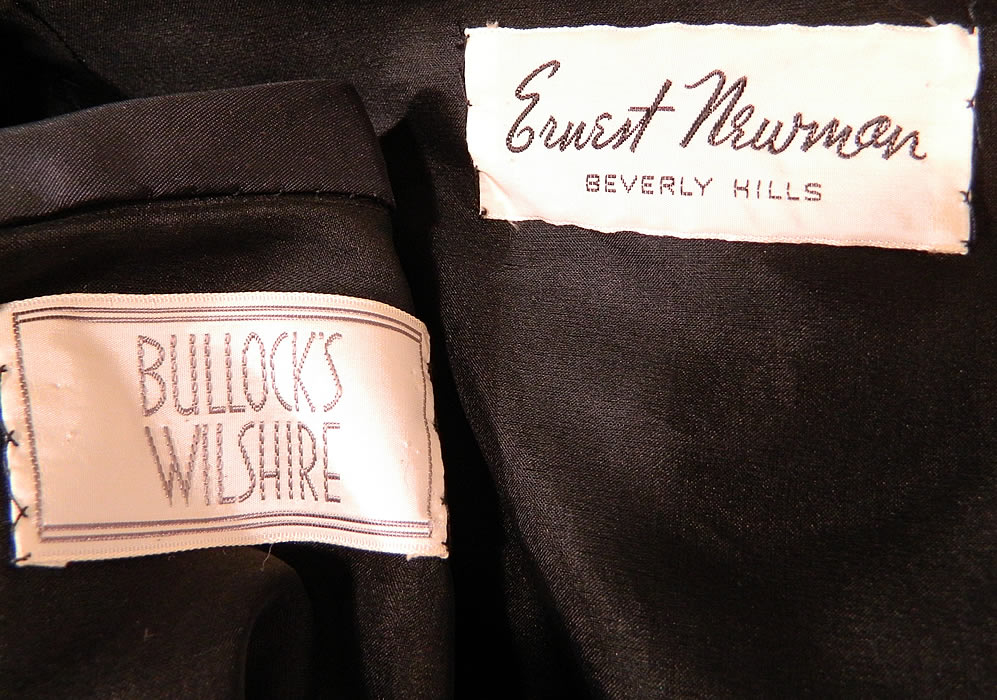 Ernest Newman
BEVERLY HILLS
BULLOCK'S
WILSHIRE